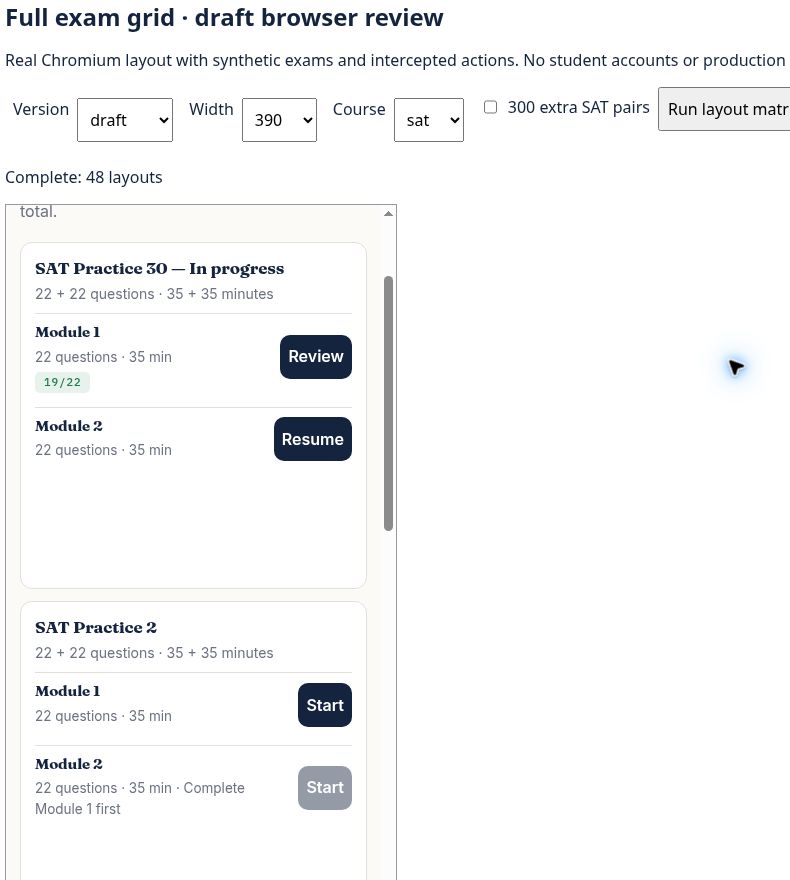 Full exam grid · draft browser review
Real Chromium layout with synthetic exams and intercepted actions. No student accounts or production
Version draft Width 390 Course sat 300 extra SAT pairs Run layout matr
Complete: 48 layouts
total.
SAT Practice 30 — In progress
22 + 22 questions · 35 + 35 minutes
Module 1
22 questions · 35 min
Review
19/22
Module 2
22 questions · 35 min
Resume
SAT Practice 2
22 + 22 questions · 35 + 35 minutes
Module 1
22 questions · 35 min
Start
Module 2
22 questions · 35 min · Complete
Module 1 first
Start